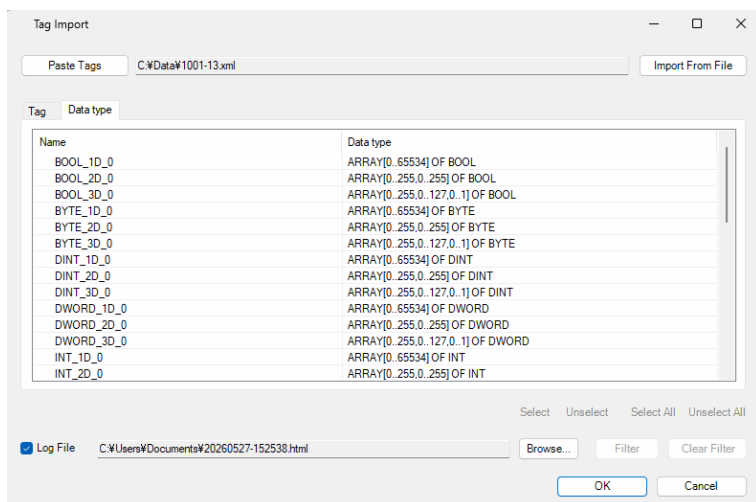 Tag Import
Paste Tags C:¥Data¥1001-13.xml Import From File
Tag Data type
Name Data type
BOOL_1D_0 ARRAY[0..65534] OF BOOL
BOOL_2D_0 ARRAY[0..255,0..255] OF BOOL
BOOL_3D_0 ARRAY[0..255,0..127,0..1] OF BOOL
BYTE_1D_0 ARRAY[0..65534] OF BYTE
BYTE_2D_0 ARRAY[0..255,0..255] OF BYTE
BYTE_3D_0 ARRAY[0..255,0..127,0..1] OF BYTE
DINT_1D_0 ARRAY[0..65534] OF DINT
DINT_2D_0 ARRAY[0..255,0..255] OF DINT
DINT_3D_0 ARRAY[0..255,0..127,0..1] OF DINT
DWORD_1D_0 ARRAY[0..65534] OF DWORD
DWORD_2D_0 ARRAY[0..255,0..255] OF DWORD
DWORD_3D_0 ARRAY[0..255,0..127,0..1] OF DWORD
INT_1D_0 ARRAY[0..65534] OF INT
INT_2D_0 ARRAY[0..255,0..255] OF INT
Select Unselect Select All Unselect All
Log File C:¥Users¥Documents¥20260527-152538.html Browse... Filter Clear Filter
OK Cancel